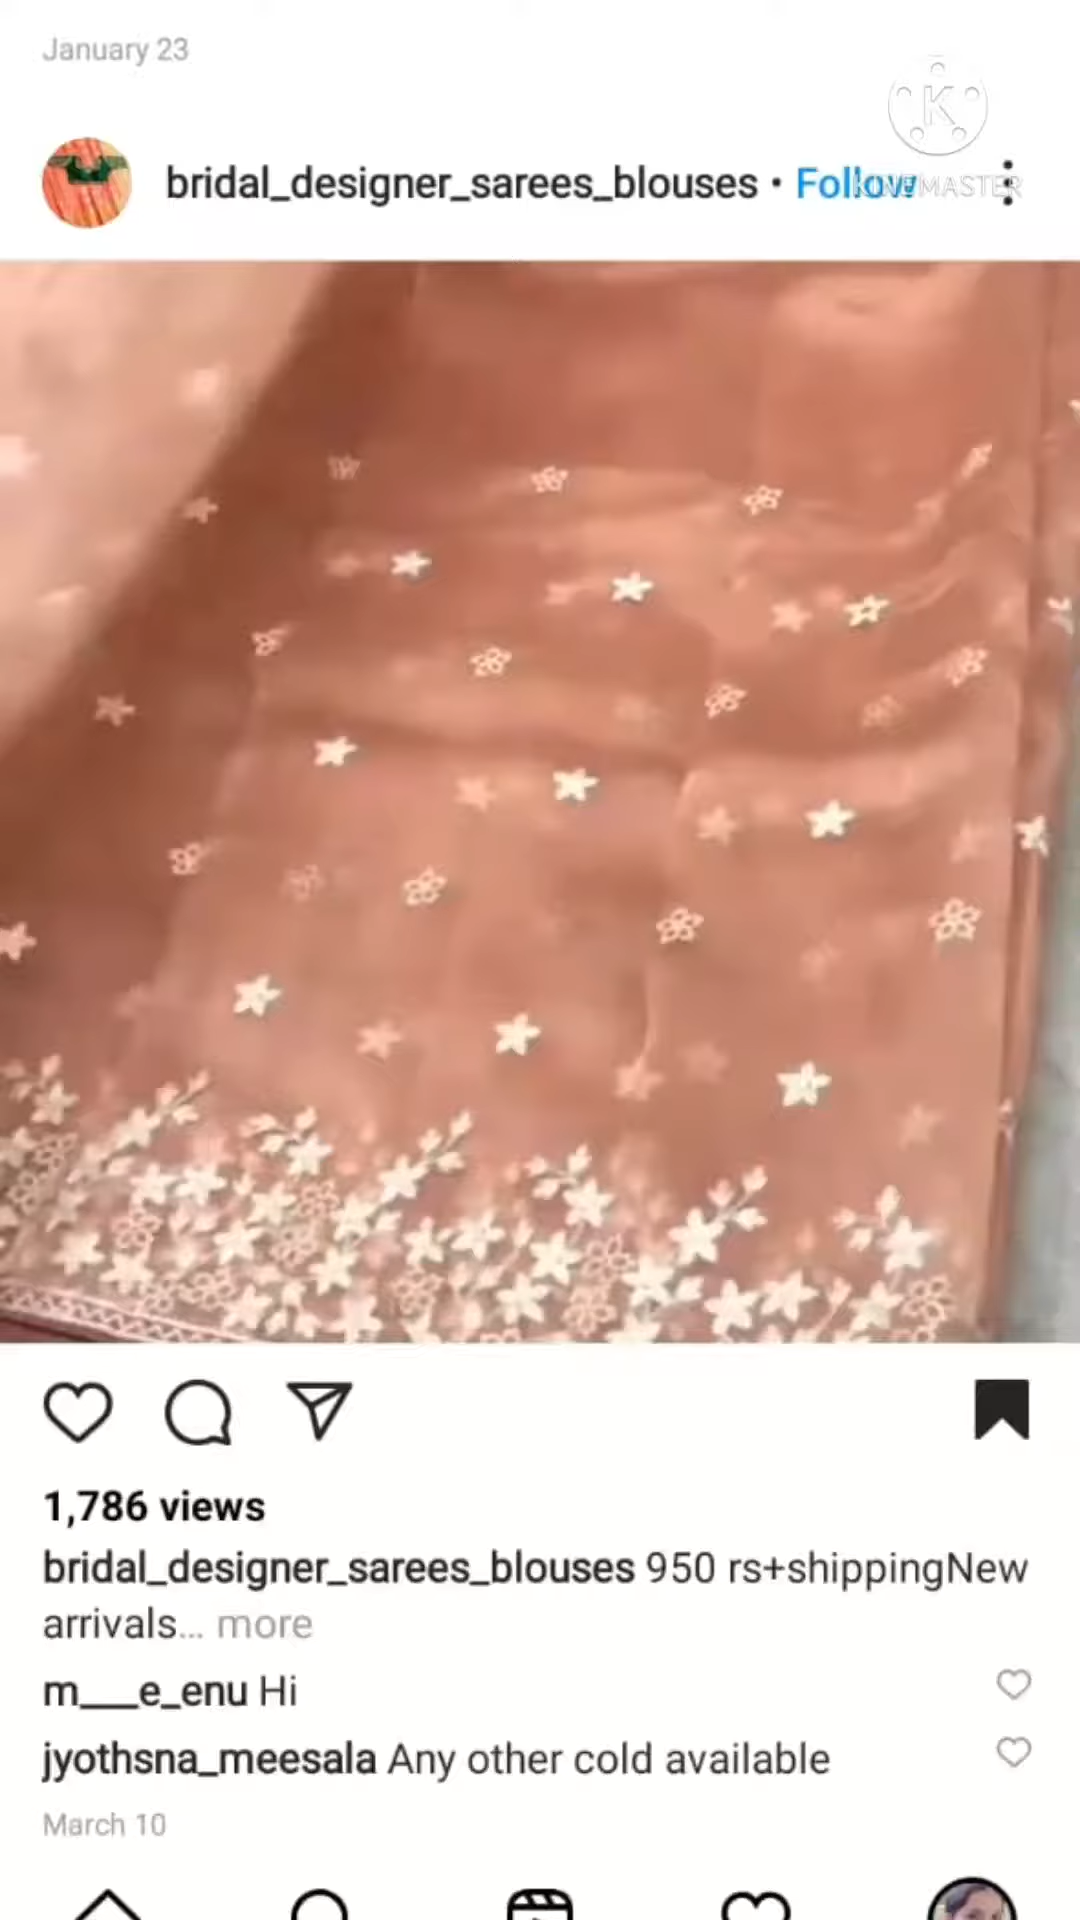 January 23
K
bridal_designer_sarees_blouses • Follow
KINEMASTER
1,786 views
bridal_designer_sarees_blouses 950 rs+shippingNew
arrivals... more
m___e_enu Hi
jyothsna_meesala Any other cold available
March 10